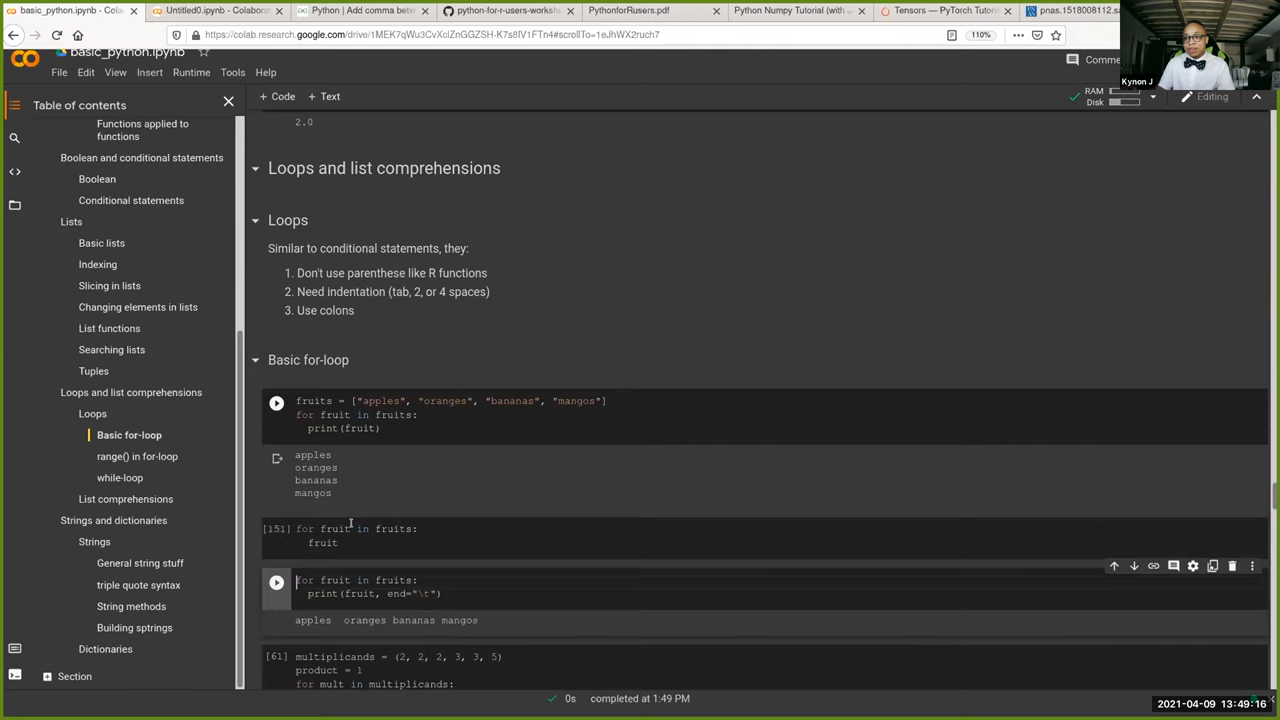 basic_python.ipynb - Cola
Untitled0.ipynb - Colaborat
Python | Add comma betw
python-for-r-users-worksh
PythonforRusers.pdf
Python Numpy Tutorial (with
Tensors — PyTorch Tutor
pnas.1518008112.sa
https://colab.research.google.com/drive/1MEK7qWu3CvXclZnGGZSH-K7SIV1FTn4#scrollTo=1eJhWX2ruch7
110%
Kynon J
basic_python.ipynb
File Edit View Insert Runtime Tools Help
Comme
Table of contents
+ Code + Text
RAM
Disk
Editing
Functions applied to
functions
Boolean and conditional statements
Boolean
Conditional statements
Lists
Basic lists
Indexing
Slicing in lists
Changing elements in lists
List functions
Searching lists
Tuples
Loops and list comprehensions
Loops
Basic for-loop
range() in for-loop
while-loop
List comprehensions
Strings and dictionaries
Strings
General string stuff
triple quote syntax
String methods
Building sptrings
Dictionaries
Section
2.0
Loops and list comprehensions
Loops
Similar to conditional statements, they:
1. Don't use parenthese like R functions
2. Need indentation (tab, 2, or 4 spaces)
3. Use colons
Basic for-loop
fruits = ["apples", "oranges", "bananas", "mangos"]
for fruit in fruits:
print(fruit)
apples
oranges
bananas
mangos
[151] for fruit in fruits:
fruit
for fruit in fruits:
print(fruit, end="\t")
apples oranges bananas mangos
[61] multiplicands = (2, 2, 2, 3, 3, 5)
product = 1
for mult in multiplicands:
0s completed at 1:49 PM
2021-04-09 13:49:16